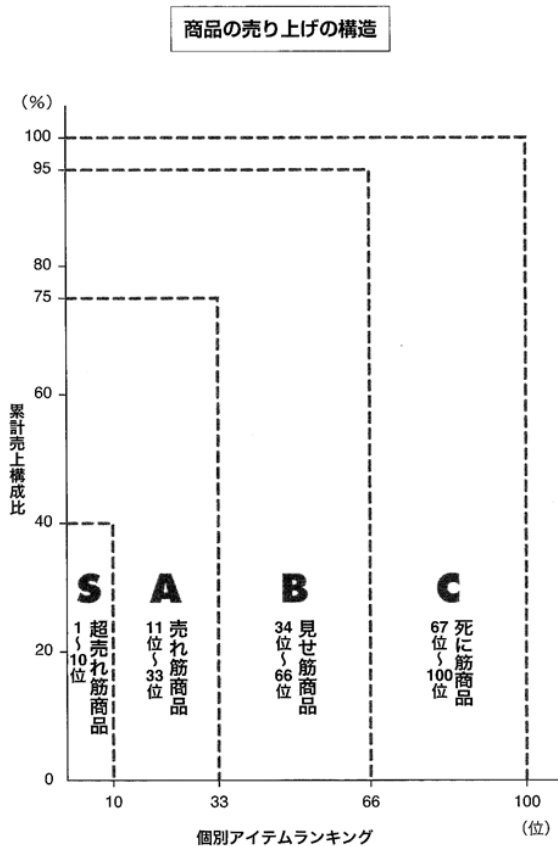 商品の売り上げの構造
(%)
100
95
80
75
60
40
20
0
累計売上構成比
S
超売れ筋商品
1〜10位
A
売れ筋商品
11位〜33位
B
見せ筋商品
34位〜66位
C
死に筋商品
67位〜100位
10 33 66 100
(位)
個別アイテムランキング